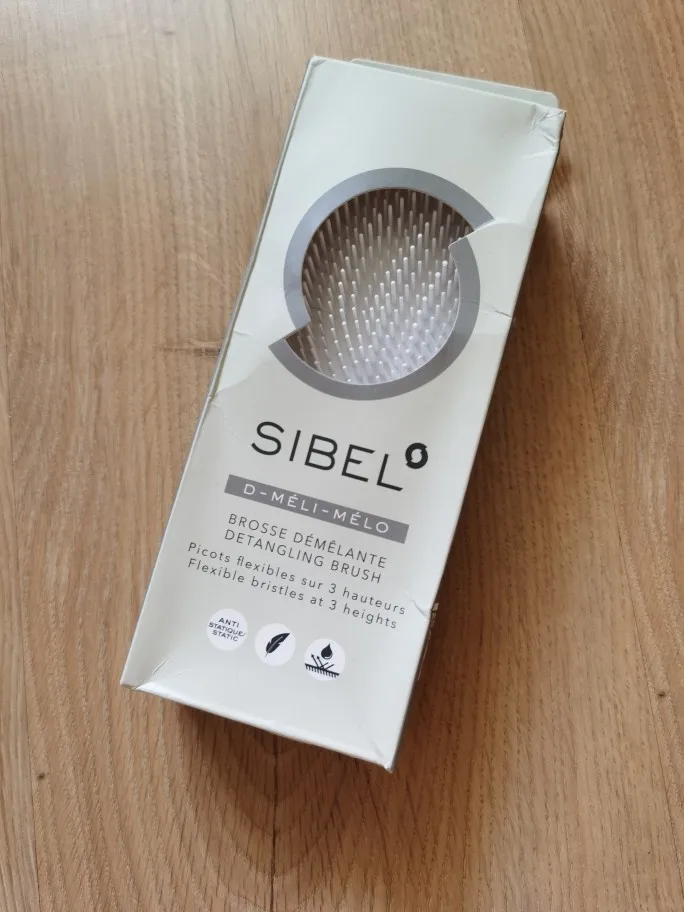 SIBEL
D-MÉLI-MÉLO
BROSSE DÉMÊLANTE
DETANGLING BRUSH
Picots flexibles sur 3 hauteurs
Flexible bristles at 3 heights
ANTI
STATIQUE/
STATIC